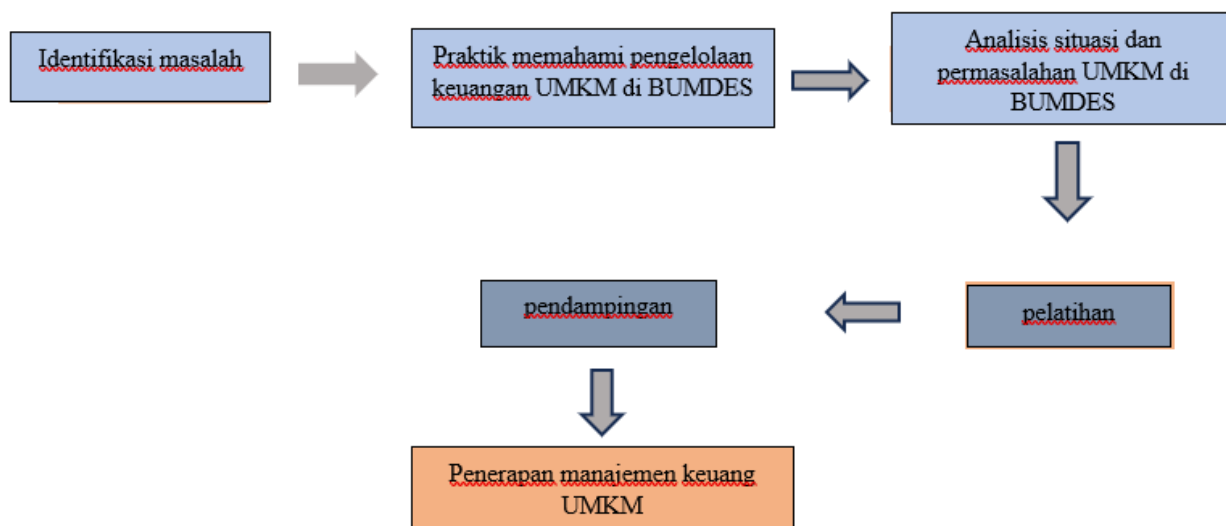 Identifikasi masalah
Praktik memahami pengelolaan
keuangan UMKM di BUMDES
Analisis situasi dan
permasalahan UMKM di
BUMDES
pelatihan
pendampingan
Penerapan manajemen keuang
UMKM